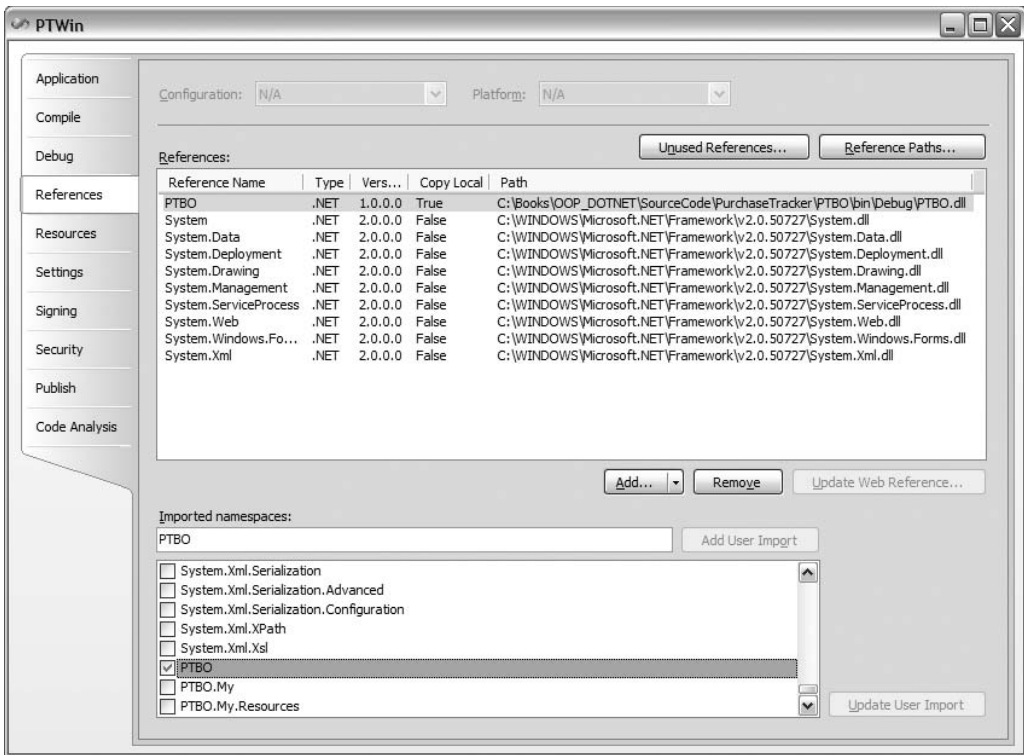 PTWin
Application
Compile
Debug
References
Resources
Settings
Signing
Security
Publish
Code Analysis
Configuration: N/A Platform: N/A
Unused References... Reference Paths...
References:
Reference Name Type Vers... Copy Local Path
PTBO .NET 1.0.0.0 True C:\Books\OOP_DOTNET\SourceCode\PurchaseTracker\PTBO\bin\Debug\PTBO.dll
System .NET 2.0.0.0 False C:\WINDOWS\Microsoft.NET\Framework\v2.0.50727\System.dll
System.Data .NET 2.0.0.0 False C:\WINDOWS\Microsoft.NET\Framework\v2.0.50727\System.Data.dll
System.Deployment .NET 2.0.0.0 False C:\WINDOWS\Microsoft.NET\Framework\v2.0.50727\System.Deployment.dll
System.Drawing .NET 2.0.0.0 False C:\WINDOWS\Microsoft.NET\Framework\v2.0.50727\System.Drawing.dll
System.Management .NET 2.0.0.0 False C:\WINDOWS\Microsoft.NET\Framework\v2.0.50727\System.Management.dll
System.ServiceProcess .NET 2.0.0.0 False C:\WINDOWS\Microsoft.NET\Framework\v2.0.50727\System.ServiceProcess.dll
System.Web .NET 2.0.0.0 False C:\WINDOWS\Microsoft.NET\Framework\v2.0.50727\System.Web.dll
System.Windows.Fo... .NET 2.0.0.0 False C:\WINDOWS\Microsoft.NET\Framework\v2.0.50727\System.Windows.Forms.dll
System.Xml .NET 2.0.0.0 False C:\WINDOWS\Microsoft.NET\Framework\v2.0.50727\System.Xml.dll
Add... Remove Update Web Reference...
Imported namespaces:
PTBO Add User Import
System.Xml.Serialization
System.Xml.Serialization.Advanced
System.Xml.Serialization.Configuration
System.Xml.XPath
System.Xml.Xsl
PTBO
PTBO.My
PTBO.My.Resources
Update User Import